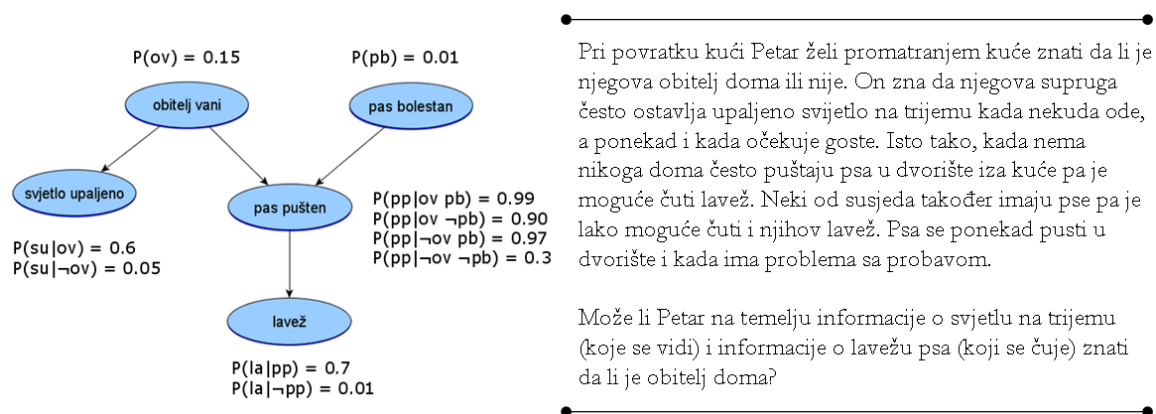 P(ov) = 0.15
P(pb) = 0.01
obitelj vani
pas bolestan
svjetlo upaljeno
pas pušten
P(su|ov) = 0.6
P(su|¬ov) = 0.05
P(pp|ov pb) = 0.99
P(pp|ov ¬pb) = 0.90
P(pp|¬ov pb) = 0.97
P(pp|¬ov ¬pb) = 0.3
lavež
P(la|pp) = 0.7
P(la|¬pp) = 0.01
Pri povratku kući Petar želi promatranjem kuće znati da li je
njegova obitelj doma ili nije. On zna da njegova supruga
često ostavlja upaljeno svijetlo na trijemu kada nekuda ode,
a ponekad i kada očekuje goste. Isto tako, kada nema
nikoga doma često puštaju psa u dvorište iza kuće pa je
moguće čuti lavež. Neki od susjeda također imaju pse pa je
lako moguće čuti i njihov lavež. Psa se ponekad pusti u
dvorište i kada ima problema sa probavom.
Može li Petar na temelju informacije o svjetlu na trijemu
(koje se vidi) i informacije o lavežu psa (koji se čuje) znati
da li je obitelj doma?